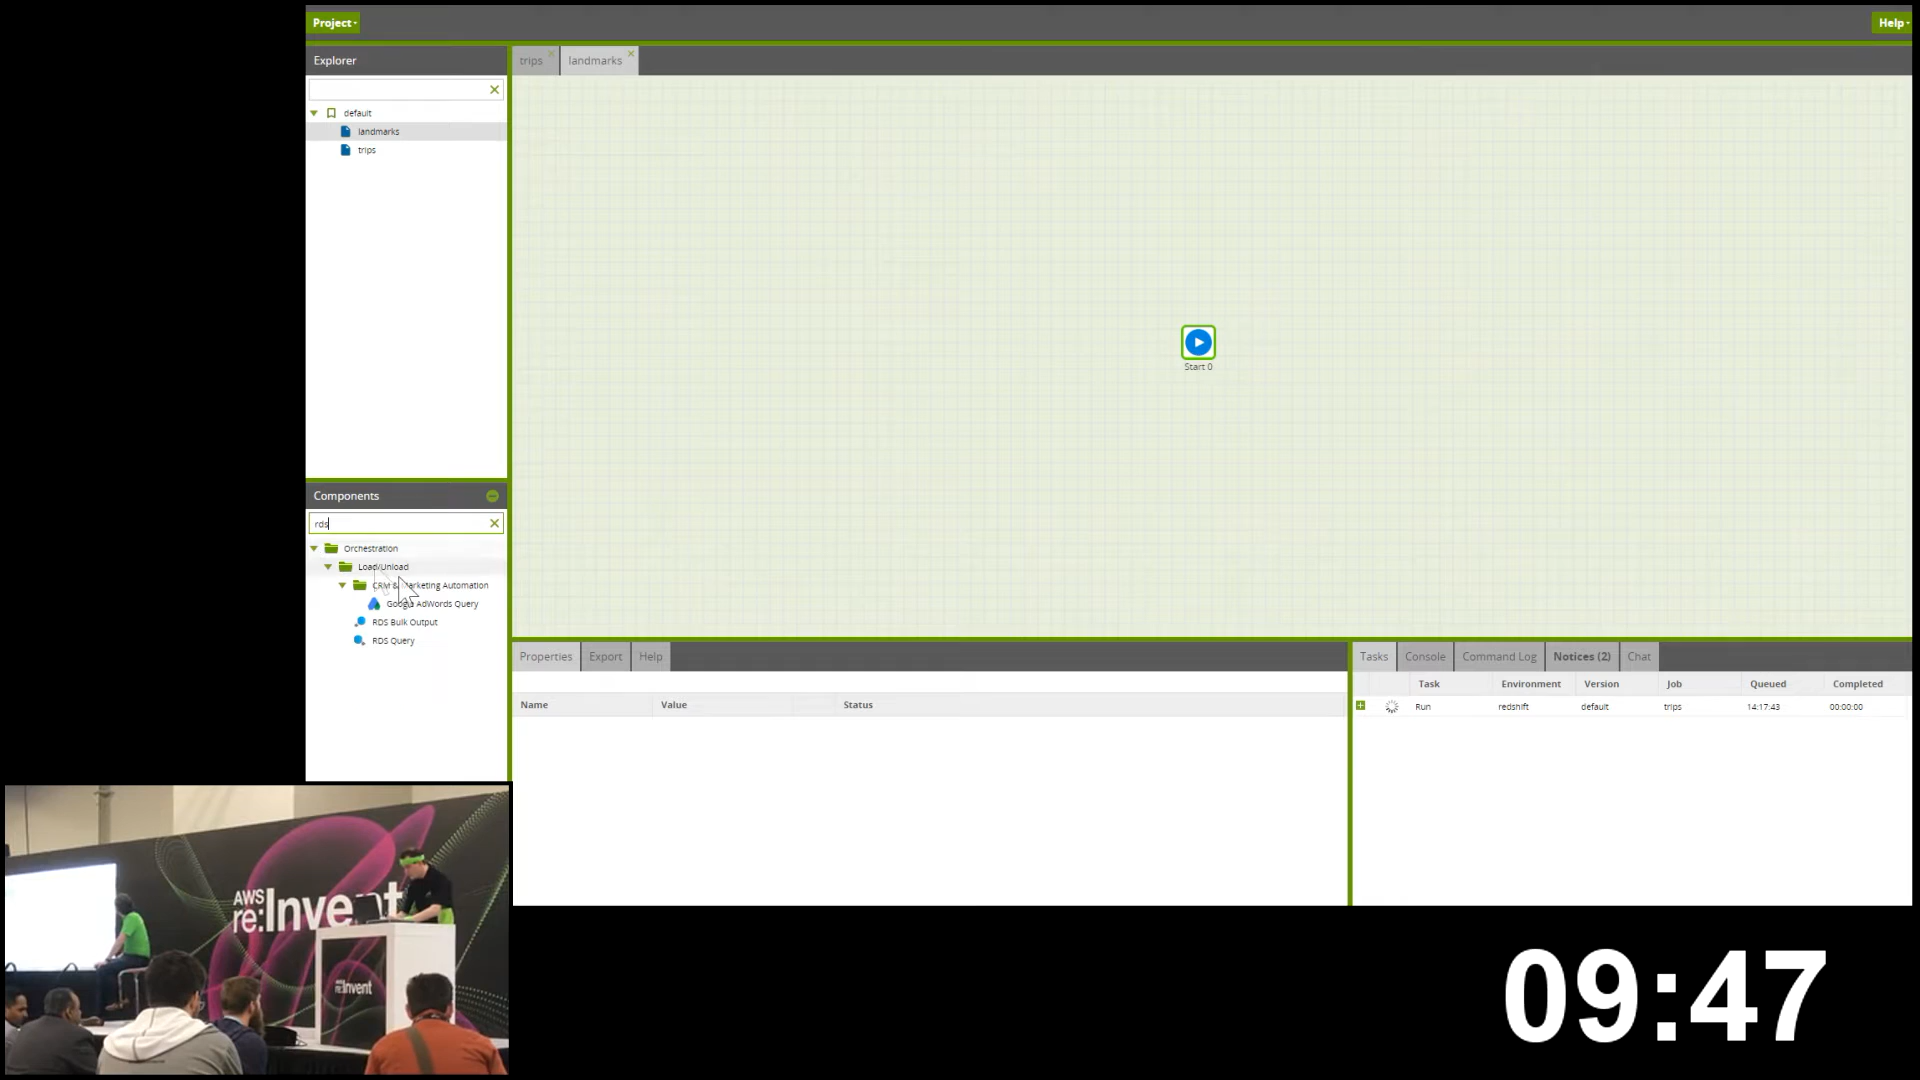 Project
Help
Explorer
trips
landmarks
default
landmarks
trips
Start 0
Components
rds
Orchestration
Load/Unload
CRM & Marketing Automation
Google AdWords Query
RDS Bulk Output
RDS Query
Properties
Export
Help
Name
Value
Status
Tasks
Console
Command Log
Notices (2)
Chat
Task
Environment
Version
Job
Queued
Completed
Run
redshift
default
trips
14:17:43
00:00:00
AWS
re:Invent
re:Invent
09:47